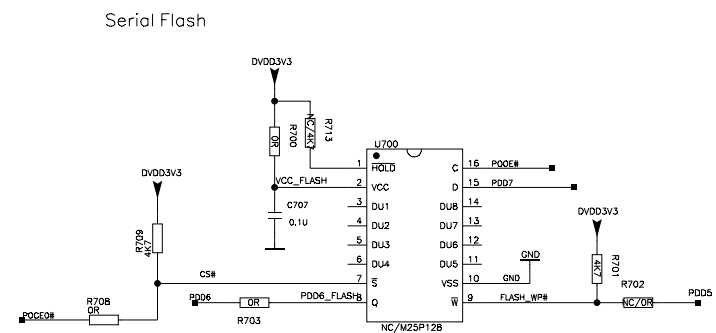 Serial Flash
DVDD3V3
0R
R700
NC/4K7
R713
U700
1 HOLD C 16 POOE#
VCC_FLASH 2 VCC D 15 PDD7
DVDD3V3
C707
0.1U
3 DU1 DU8 14
4 DU2 DU7 13
5 DU3 DU6 12
6 DU4 DU5 11
DVDD3V3
R709
4K7
GND
4K7
R701
CS# 7 S VSS 10 GND
R702
PDD6 0R PDD6_FLASH 8 Q W 9 FLASH_WP# NC/0R PDD5
R703
R708
POCE0# 0R
NC/M25P128